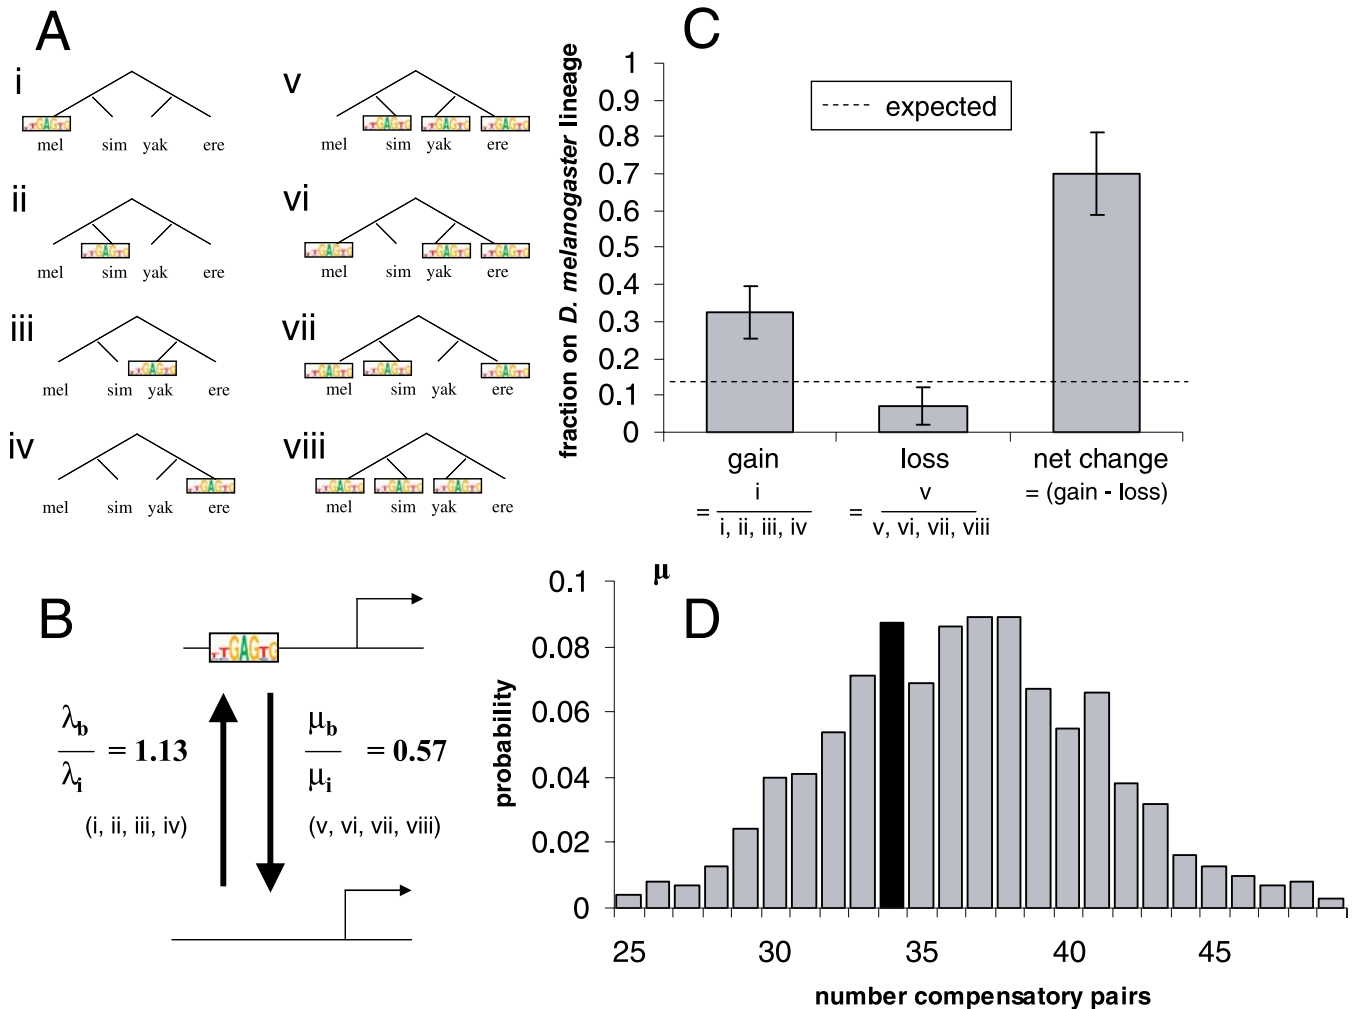 A
i
mel sim yak ere
ii
mel sim yak ere
iii
mel sim yak ere
iv
mel sim yak ere
v
mel sim yak ere
vi
mel sim yak ere
vii
mel sim yak ere
viii
mel sim yak ere
B
TTGAGTG
λb
λi
= 1.13
(i, ii, iii, iv)
μb
μi
= 0.57
(v, vi, vii, viii)
C
fraction on D. melanogaster lineage
1
0.9
0.8
0.7
0.6
0.5
0.4
0.3
0.2
0.1
0
expected
gain loss net change
= i / i, ii, iii, iv
= v / v, vi, vii, viii
= (gain - loss)
μ
D
probability
0.1
0.08
0.06
0.04
0.02
0
25 30 35 40 45
number compensatory pairs